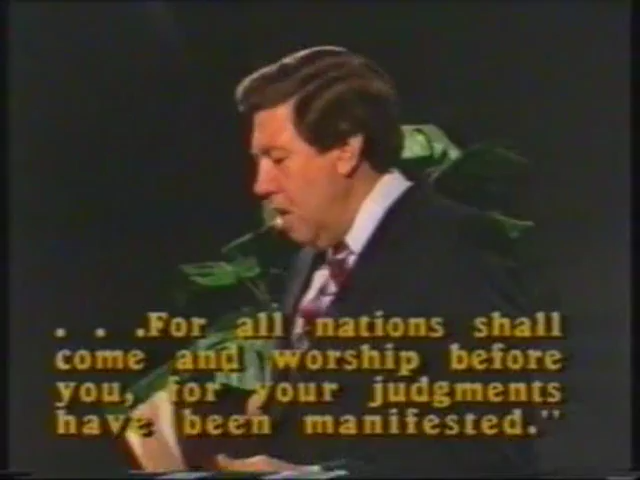 . . .For all nations shall
come and worship before
you, for your judgments
have been manifested."